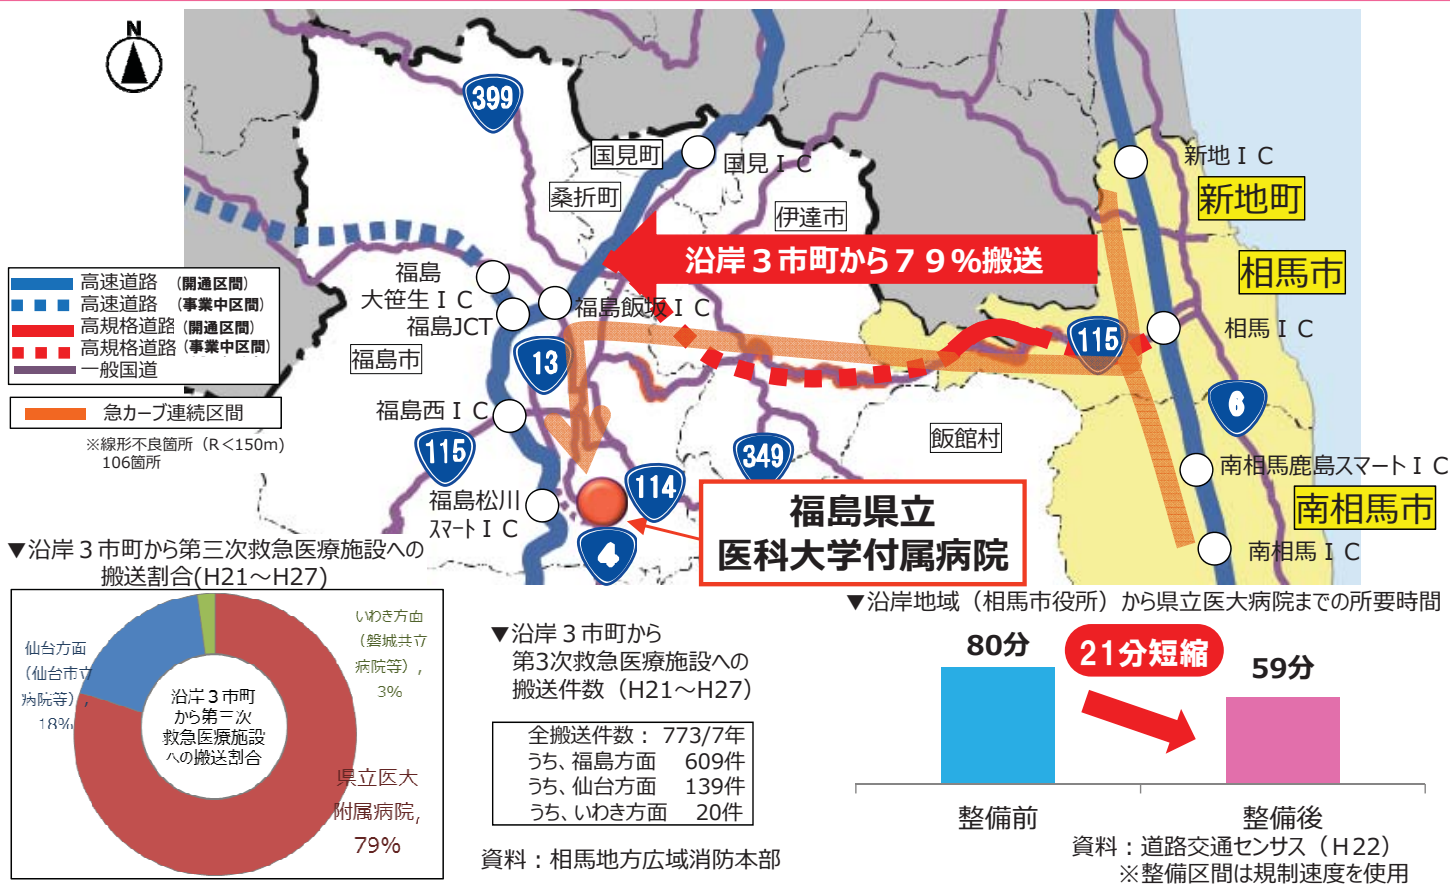 N
399
国見町
国見ＩＣ
桑折町
伊達市
新地ＩＣ
新地町
沿岸３市町から７９％搬送
相馬市
相馬ＩＣ
福島
大笹生ＩＣ
福島JCT
福島飯坂ＩＣ
高速道路 （開通区間）
高速道路 （事業中区間）
高規格道路（開通区間）
高規格道路（事業中区間）
一般国道
急カーブ連続区間
※線形不良箇所（R＜150m）
106箇所
福島市
13
115
6
福島西ＩＣ
115
349
飯館村
南相馬鹿島スマートＩＣ
南相馬市
南相馬ＩＣ
福島松川
スマートＩＣ
114
4
福島県立
医科大学付属病院
▼沿岸３市町から第三次救急医療施設への
搬送割合(H21～H27)
仙台方面
（仙台市立
病院等）,
18%
いわき方面
（磐城共立
病院等）,
3%
沿岸３市町
から第三次
救急医療施設
への搬送割合
県立医大
附属病院,
79%
▼沿岸３市町から
第3次救急医療施設への
搬送件数（H21～H27）
全搬送件数： 773/7年
うち、福島方面 609件
うち、仙台方面 139件
うち、いわき方面 20件
資料：相馬地方広域消防本部
▼沿岸地域（相馬市役所）から県立医大病院までの所要時間
80分
21分短縮
59分
整備前
整備後
資料：道路交通センサス（Ｈ22）
※整備区間は規制速度を使用